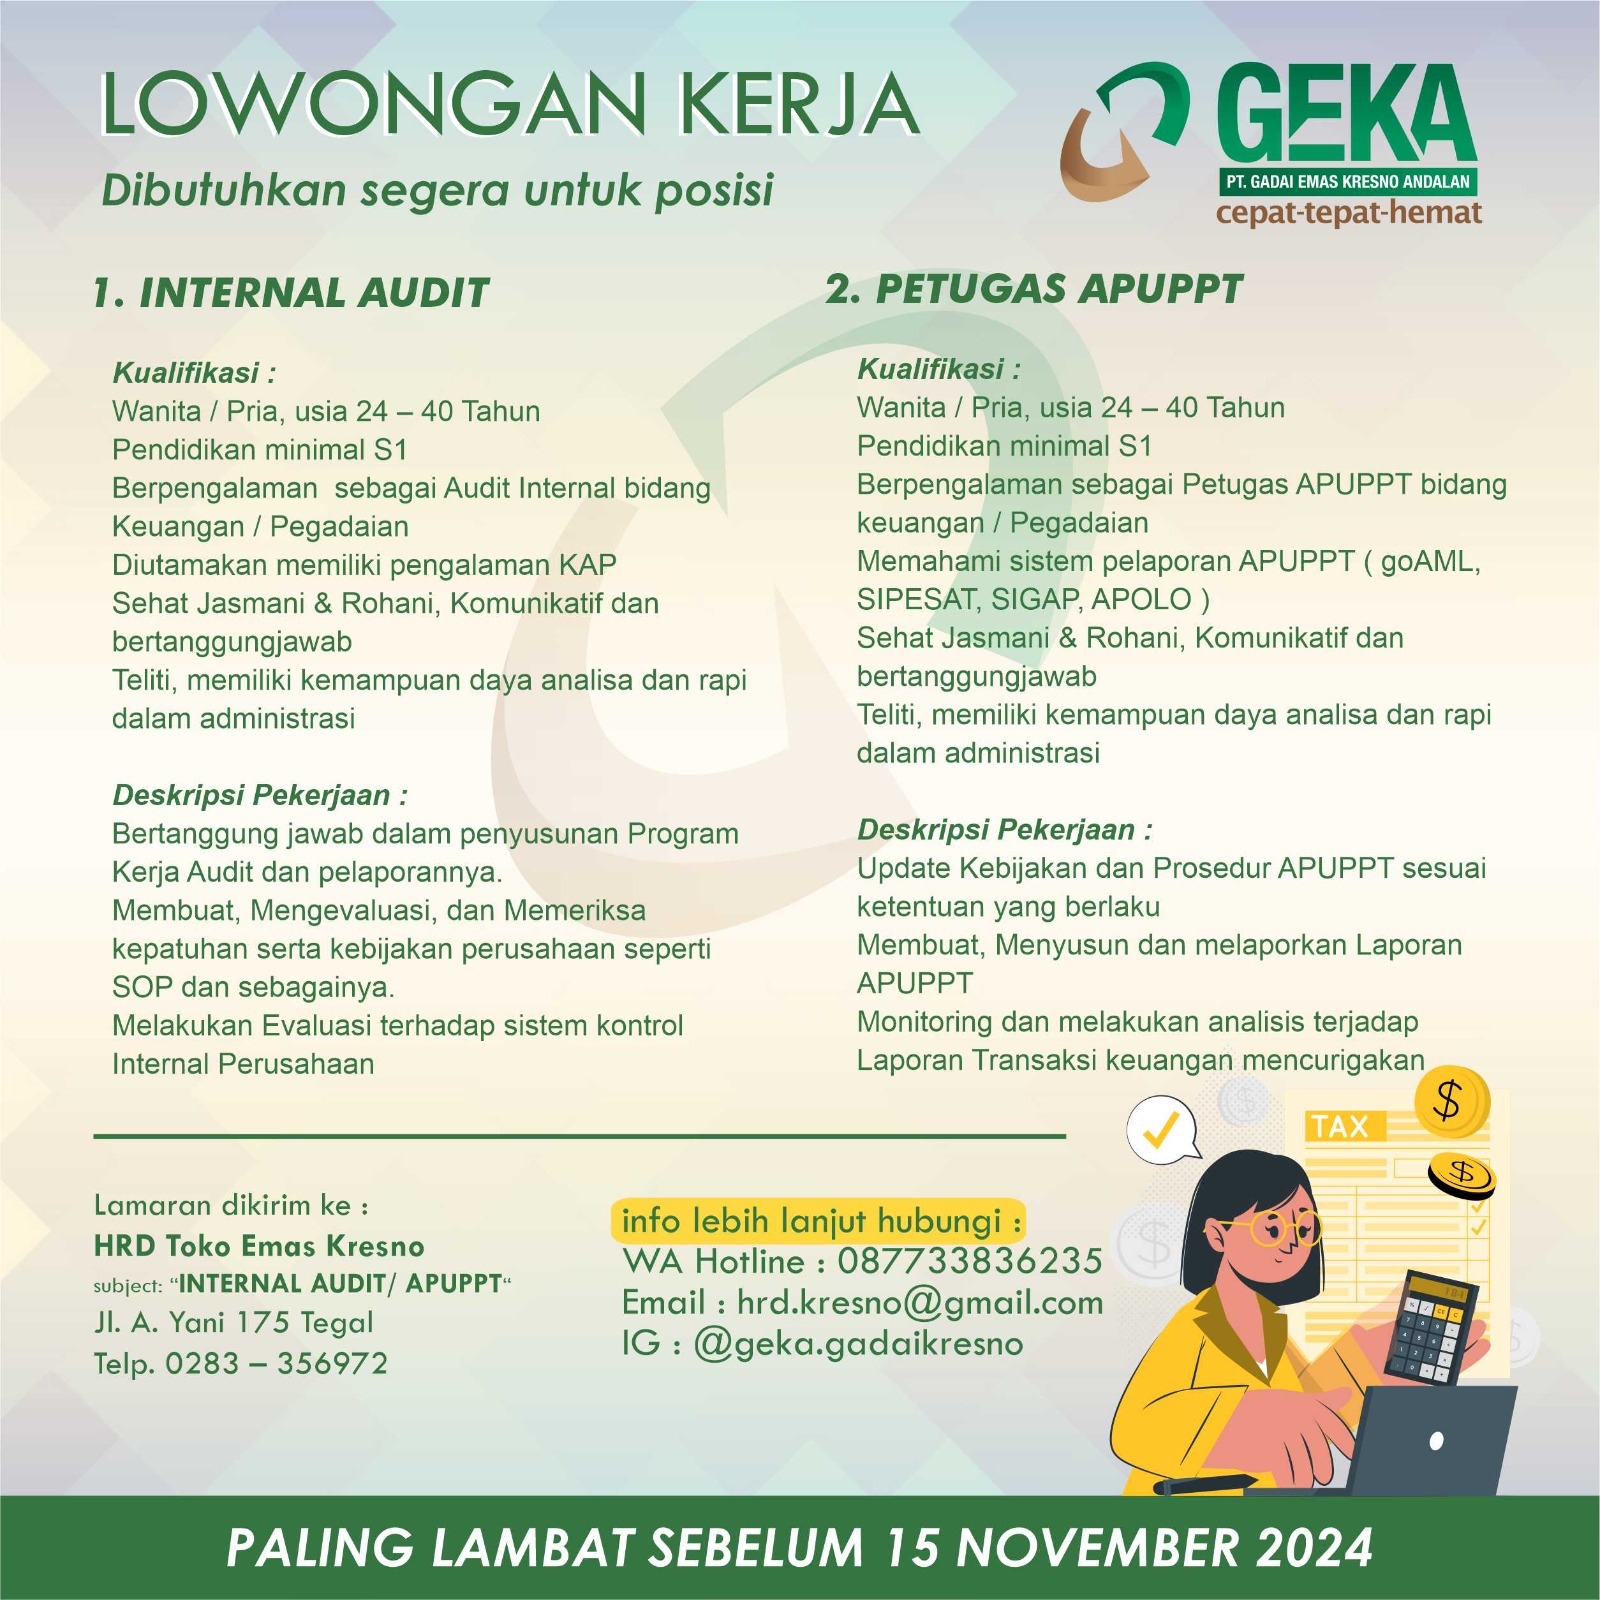 LOWONGAN KERJA
Dibutuhkan segera untuk posisi
GEKA
PT. GADAI EMAS KRESNO ANDALAN
cepat-tepat-hemat
1. INTERNAL AUDIT
Kualifikasi :
Wanita / Pria, usia 24 – 40 Tahun
Pendidikan minimal S1
Berpengalaman  sebagai Audit Internal bidang
Keuangan / Pegadaian
Diutamakan memiliki pengalaman KAP
Sehat Jasmani & Rohani, Komunikatif dan
bertanggungjawab
Teliti, memiliki kemampuan daya analisa dan rapi
dalam administrasi
Deskripsi Pekerjaan :
Bertanggung jawab dalam penyusunan Program
Kerja Audit dan pelaporannya.
Membuat, Mengevaluasi, dan Memeriksa
kepatuhan serta kebijakan perusahaan seperti
SOP dan sebagainya.
Melakukan Evaluasi terhadap sistem kontrol
Internal Perusahaan
2. PETUGAS APUPPT
Kualifikasi :
Wanita / Pria, usia 24 – 40 Tahun
Pendidikan minimal S1
Berpengalaman sebagai Petugas APUPPT bidang
keuangan / Pegadaian
Memahami sistem pelaporan APUPPT ( goAML,
SIPESAT, SIGAP, APOLO )
Sehat Jasmani & Rohani, Komunikatif dan
bertanggungjawab
Teliti, memiliki kemampuan daya analisa dan rapi
dalam administrasi
Deskripsi Pekerjaan :
Update Kebijakan dan Prosedur APUPPT sesuai
ketentuan yang berlaku
Membuat, Menyusun dan melaporkan Laporan
APUPPT
Monitoring dan melakukan analisis terjadap
Laporan Transaksi keuangan mencurigakan
TAX
Lamaran dikirim ke :
HRD Toko Emas Kresno
subject: “INTERNAL AUDIT/ APUPPT“
Jl. A. Yani 175 Tegal
Telp. 0283 – 356972
info lebih lanjut hubungi :
WA Hotline : 087733836235
Email : hrd.kresno@gmail.com
IG : @geka.gadaikresno
PALING LAMBAT SEBELUM 15 NOVEMBER 2024